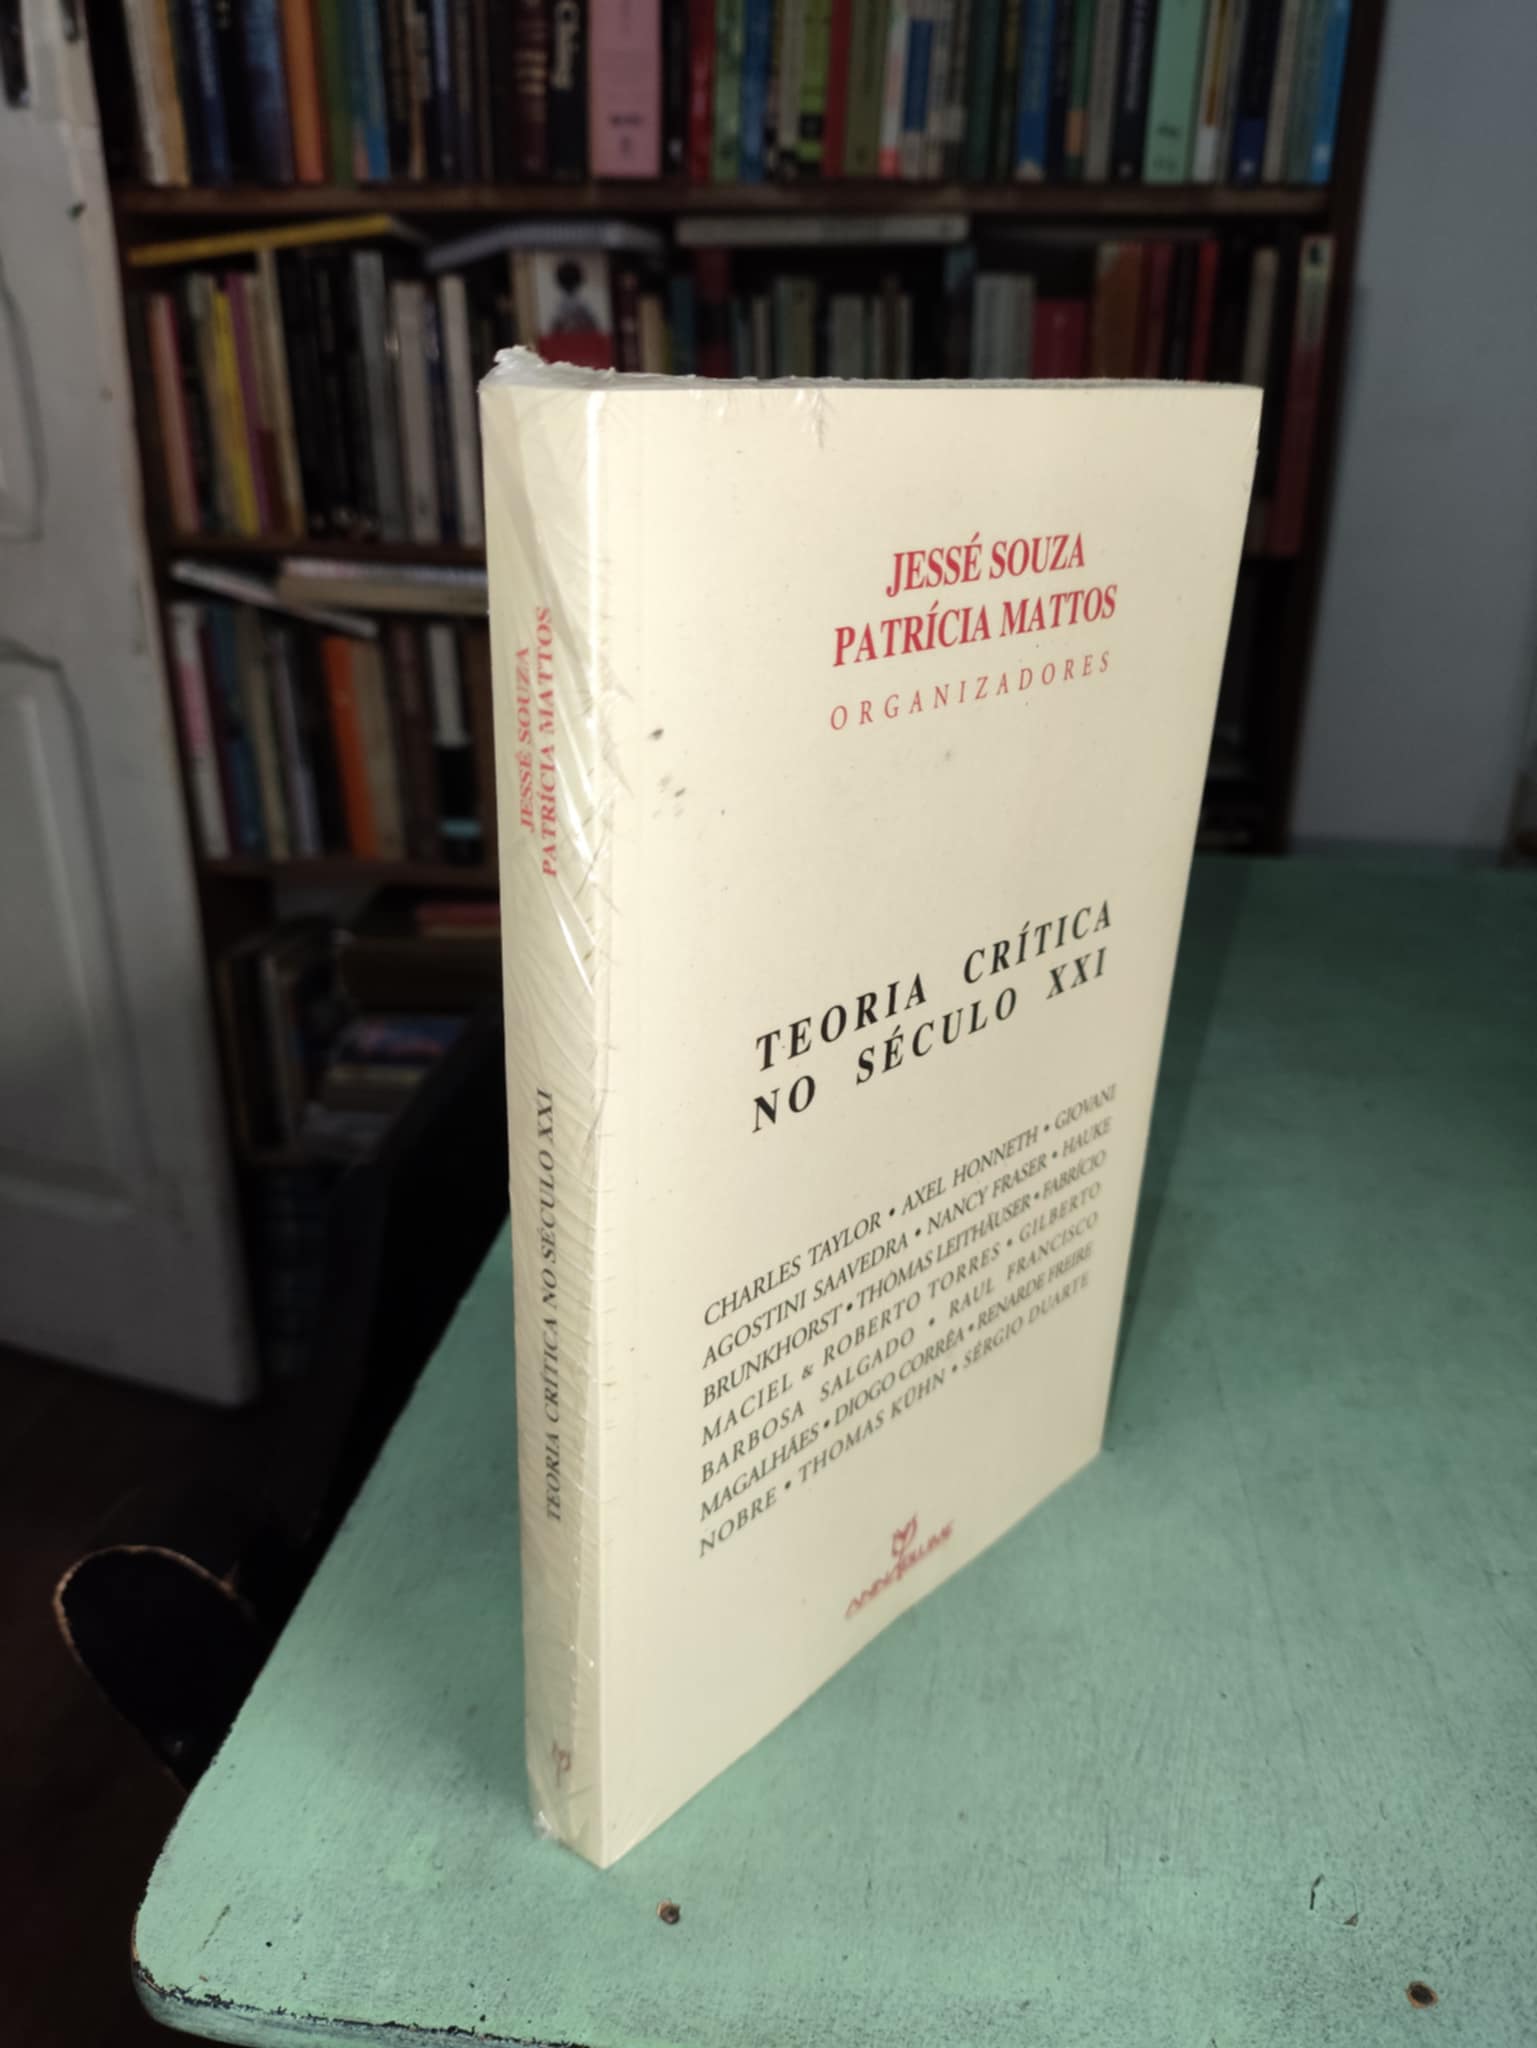 JESSÉ SOUZA
PATRÍCIA MATTOS
ORGANIZADORES
TEORIA CRÍTICA
NO SÉCULO XXI
CHARLES TAYLOR • AXEL HONNETH • GIOVANI
AGOSTINI SAAVEDRA • NANCY FRASER • HAUKE
BRUNKHORST • THOMAS LEITHÄUSER • FABRÍCIO
MACIEL & ROBERTO TORRES • GILBERTO
BARBOSA SALGADO • RAUL FRANCISCO
MAGALHÃES • DIOGO CORRÊA • RENARDE FREIRE
NOBRE • THOMAS KÜHN • SÉRGIO DUARTE
ANNABLUME
JESSÉ SOUZA
PATRÍCIA MATTOS
TEORIA CRÍTICA NO SÉCULO XXI